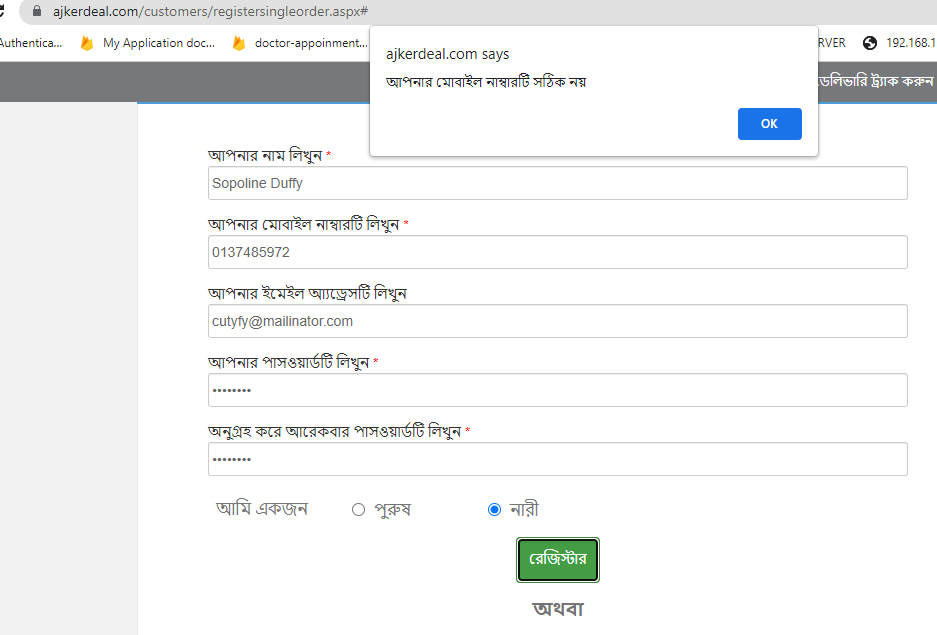 ajkerdeal.com/customers/registersingleorder.aspx#
Authentica... My Application doc... doctor-appoinment... RVER 192.168.1
ajkerdeal.com says
আপনার মোবাইল নাম্বারটি সঠিক নয়
OK
ডেলিভারি ট্র্যাক করুন
আপনার নাম লিখুন *
Sopoline Duffy
আপনার মোবাইল নাম্বারটি লিখুন *
0137485972
আপনার ইমেইল অ্যাড্রেসটি লিখুন
cutyfy@mailinator.com
আপনার পাসওয়ার্ডটি লিখুন *
••••••••
অনুগ্রহ করে আরেকবার পাসওয়ার্ডটি লিখুন *
••••••••
আমি একজন পুরুষ নারী
রেজিস্টার
অথবা